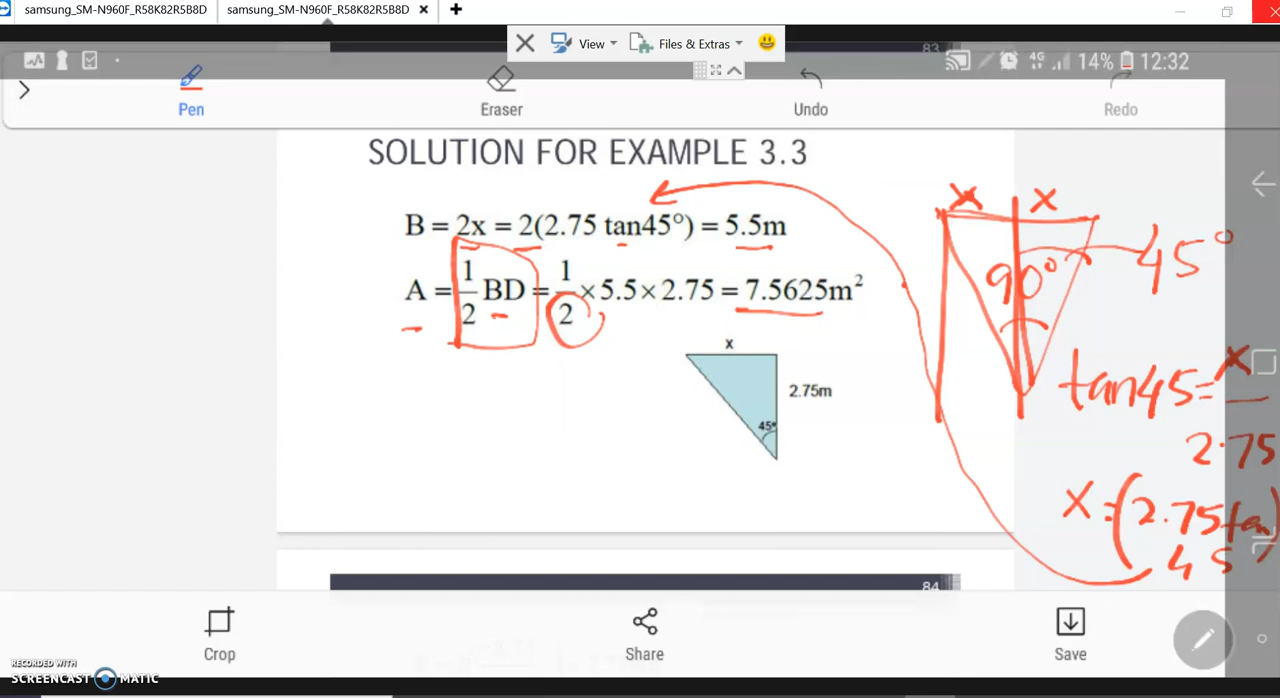 samsung_SM-N960F_R58K82R5B8D
samsung_SM-N960F_R58K82R5B8D
View
Files & Extras
83
4G 14% 12:32
Pen
Eraser
Undo
Redo
SOLUTION FOR EXAMPLE 3.3
B = 2x = 2(2.75 tan45°) = 5.5m
A = 1/2 BD = 1/2 × 5.5 × 2.75 = 7.5625m²
x
2.75m
45°
x x
90°
45°
tan45 = x/2.75
x = (2.75 tan 45)
84
Crop
Share
Save
RECORDED WITH
SCREENCAST MATIC